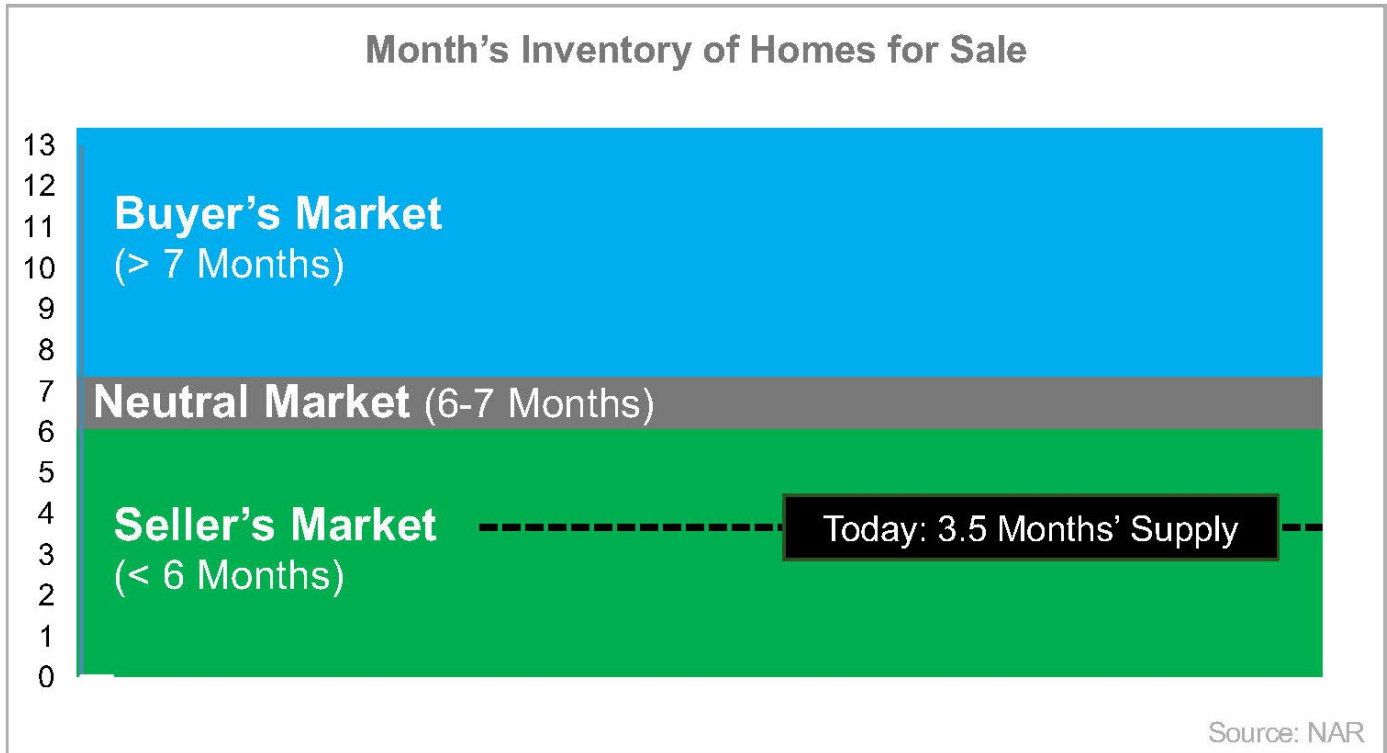 Month’s Inventory of Homes for Sale
13
12
11
10
9
8
7
6
5
4
3
2
1
0
Buyer’s Market
(> 7 Months)
Neutral Market (6-7 Months)
Seller’s Market
(< 6 Months)
Today: 3.5 Months’ Supply
Source: NAR